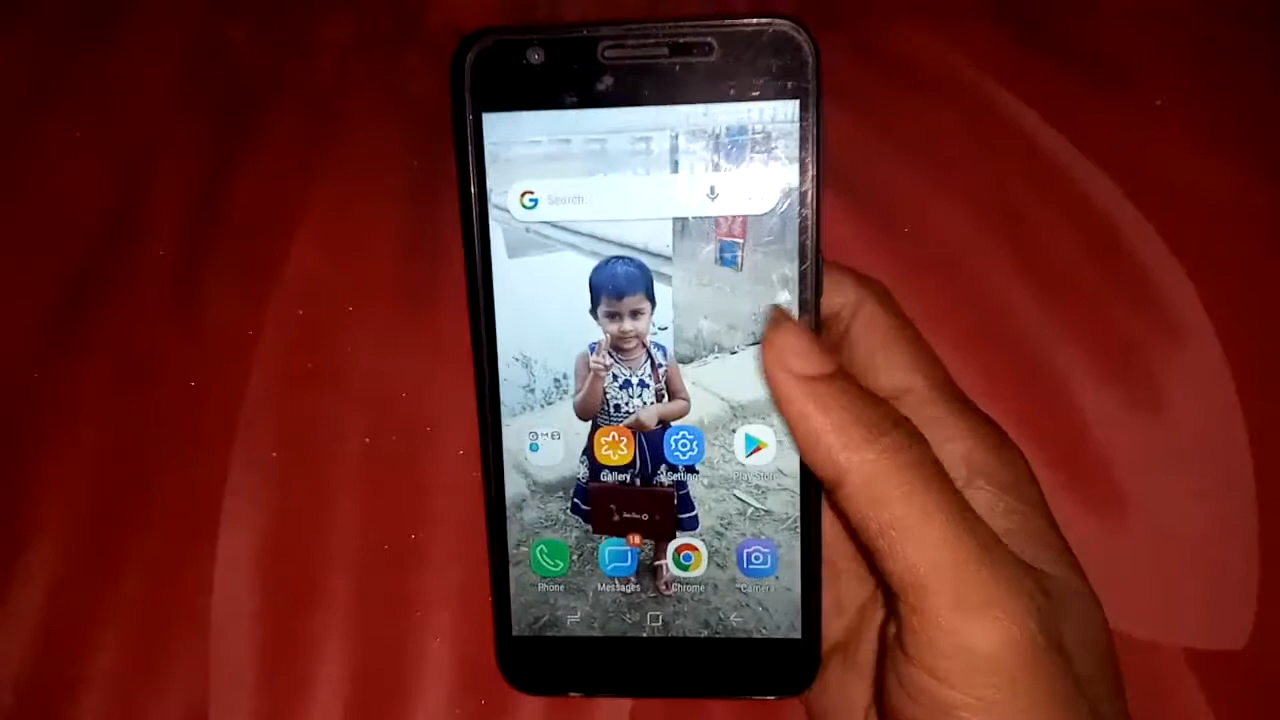 G Search.
Gallery
Settings
Play Store
18
Phone
Messages
Chrome
Camera